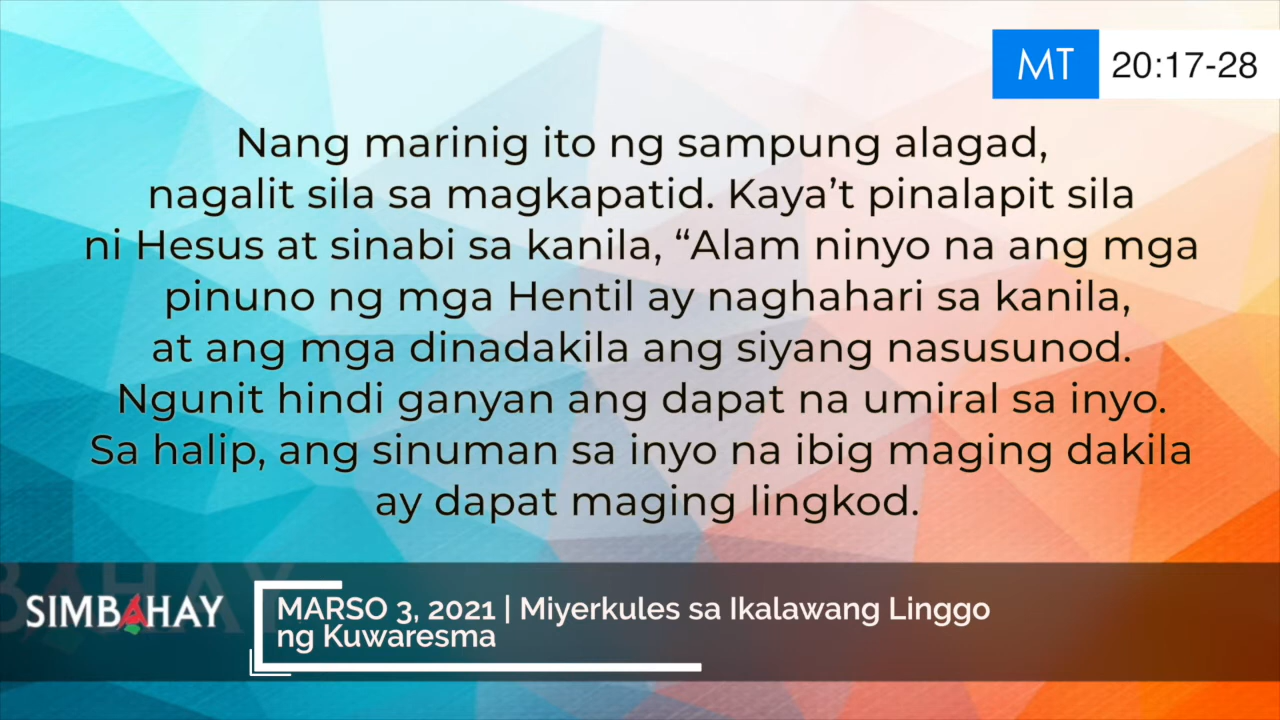 MT 20:17-28
Nang marinig ito ng sampung alagad,
nagalit sila sa magkapatid. Kaya’t pinalapit sila
ni Hesus at sinabi sa kanila, “Alam ninyo na ang mga
pinuno ng mga Hentil ay naghahari sa kanila,
at ang mga dinadakila ang siyang nasusunod.
Ngunit hindi ganyan ang dapat na umiral sa inyo.
Sa halip, ang sinuman sa inyo na ibig maging dakila
ay dapat maging lingkod.
SIMBAHAY
MARSO 3, 2021 | Miyerkules sa Ikalawang Linggo
ng Kuwaresma